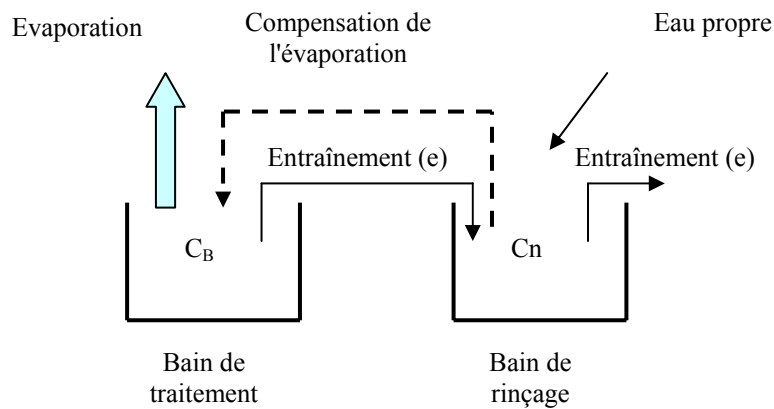 Evaporation
Compensation de
l'évaporation
Eau propre
Entraînement (e)
Entraînement (e)
C_B
Cn
Bain de
traitement
Bain de
rinçage